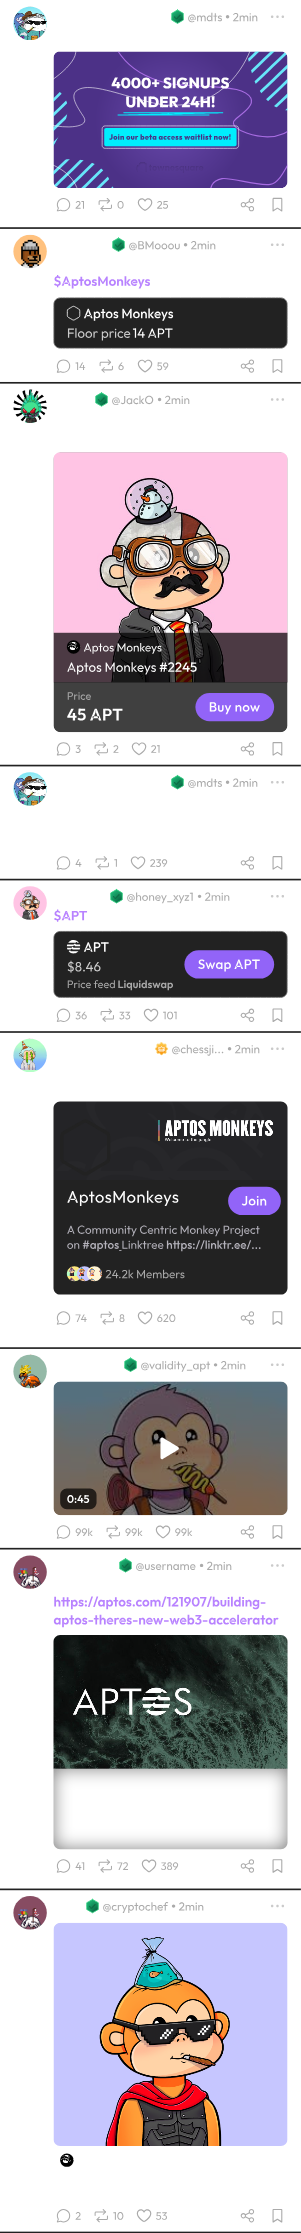 @mdts • 2min
4000+ SIGNUPS
UNDER 24H!
Join our beta access waitlist now!
21 0 25
@BMooou • 2min
$AptosMonkeys
Aptos Monkeys
Floor price 14 APT
14 6 59
@JackO • 2min
Aptos Monkeys
Aptos Monkeys #2245
Price
45 APT
Buy now
3 2 21
@mdts • 2min
4 1 239
@honey_xyz1 • 2min
$APT
APT
$8.46
Swap APT
Price feed Liquidswap
36 33 101
@chessji... • 2min
APTOS MONKEYS
Welcome to the jungle
AptosMonkeys
Join
A Community Centric Monkey Project
on #aptos Linktree https://linktr.ee/...
24.2k Members
74 8 620
@validity_apt • 2min
0:45
99k 99k 99k
@username • 2min
https://aptos.com/121907/building-
aptos-theres-new-web3-accelerator
APTOS
41 72 389
@cryptochef • 2min
2 10 53